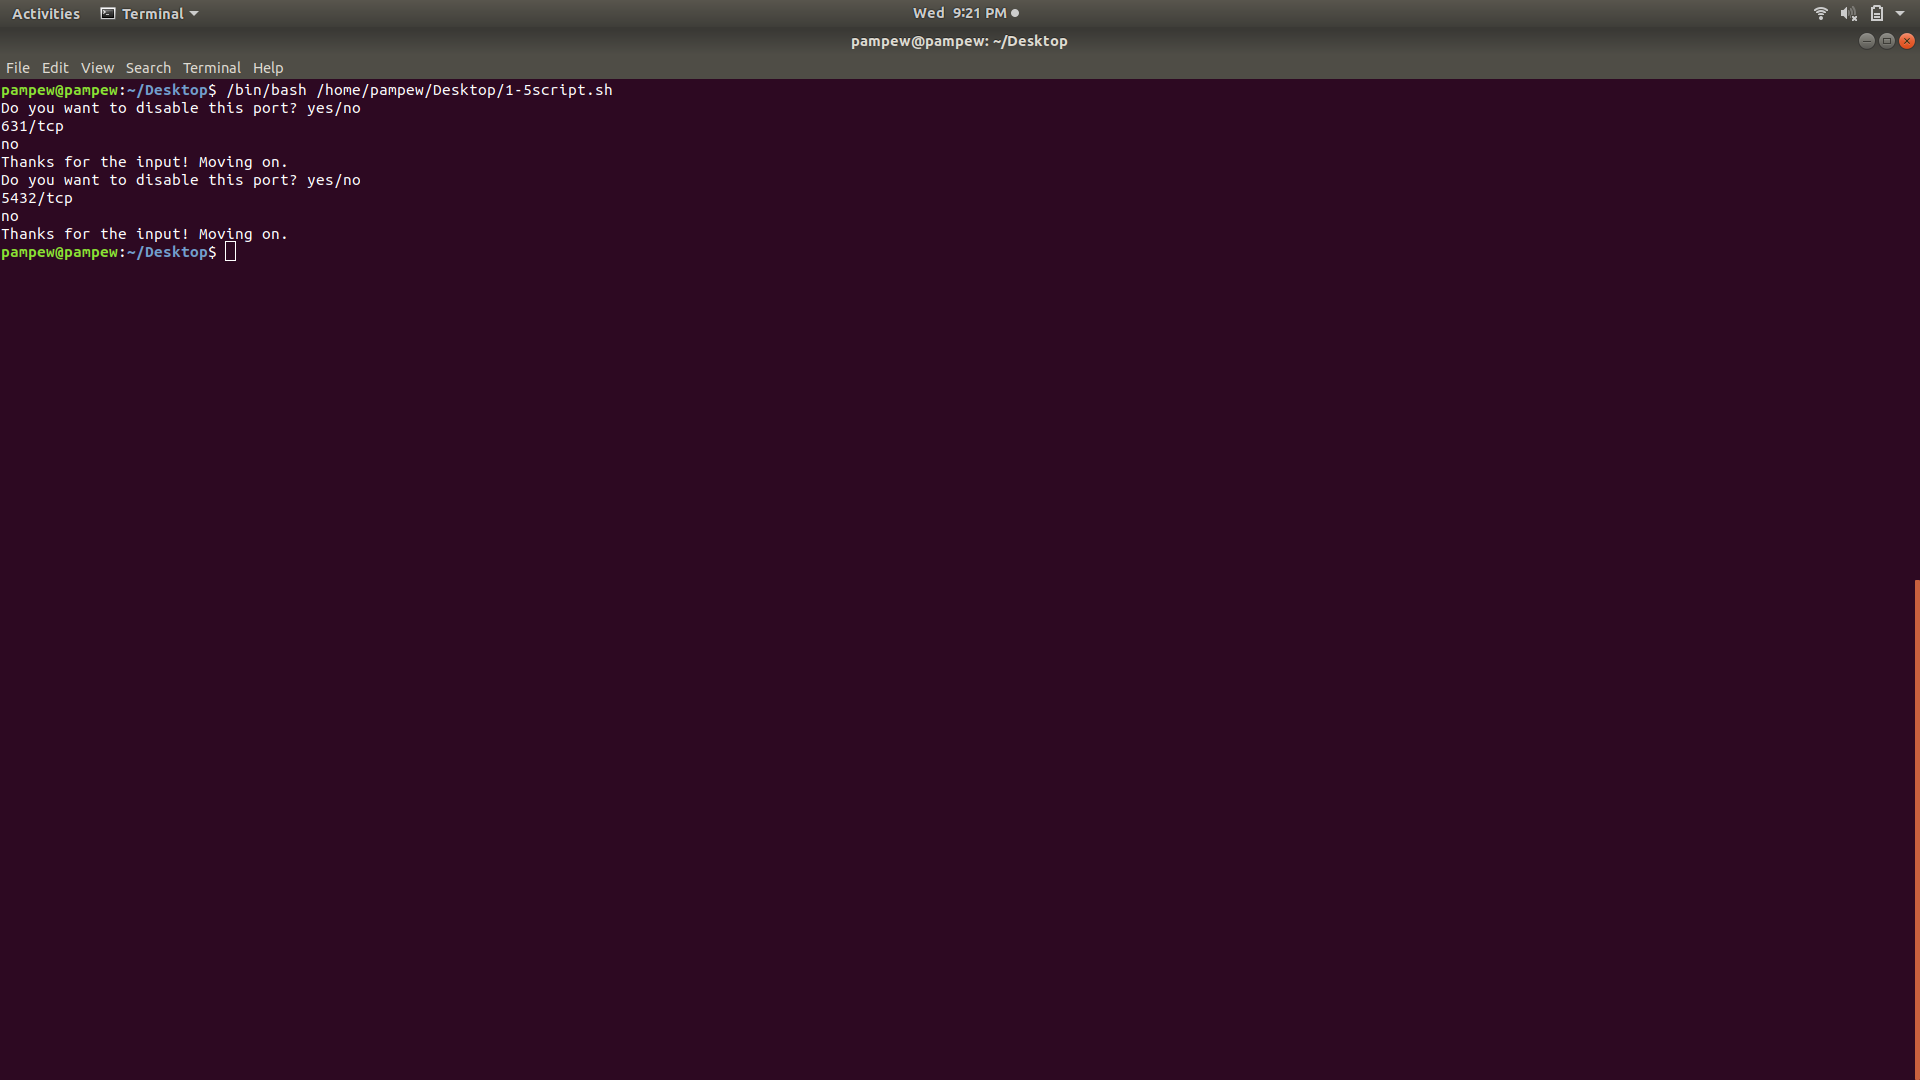 Activities Terminal Wed 9:21 PM
pampew@pampew: ~/Desktop
File Edit View Search Terminal Help
pampew@pampew:~/Desktop$ /bin/bash /home/pampew/Desktop/1-5script.sh
Do you want to disable this port? yes/no
631/tcp
no
Thanks for the input! Moving on.
Do you want to disable this port? yes/no
5432/tcp
no
Thanks for the input! Moving on.
pampew@pampew:~/Desktop$